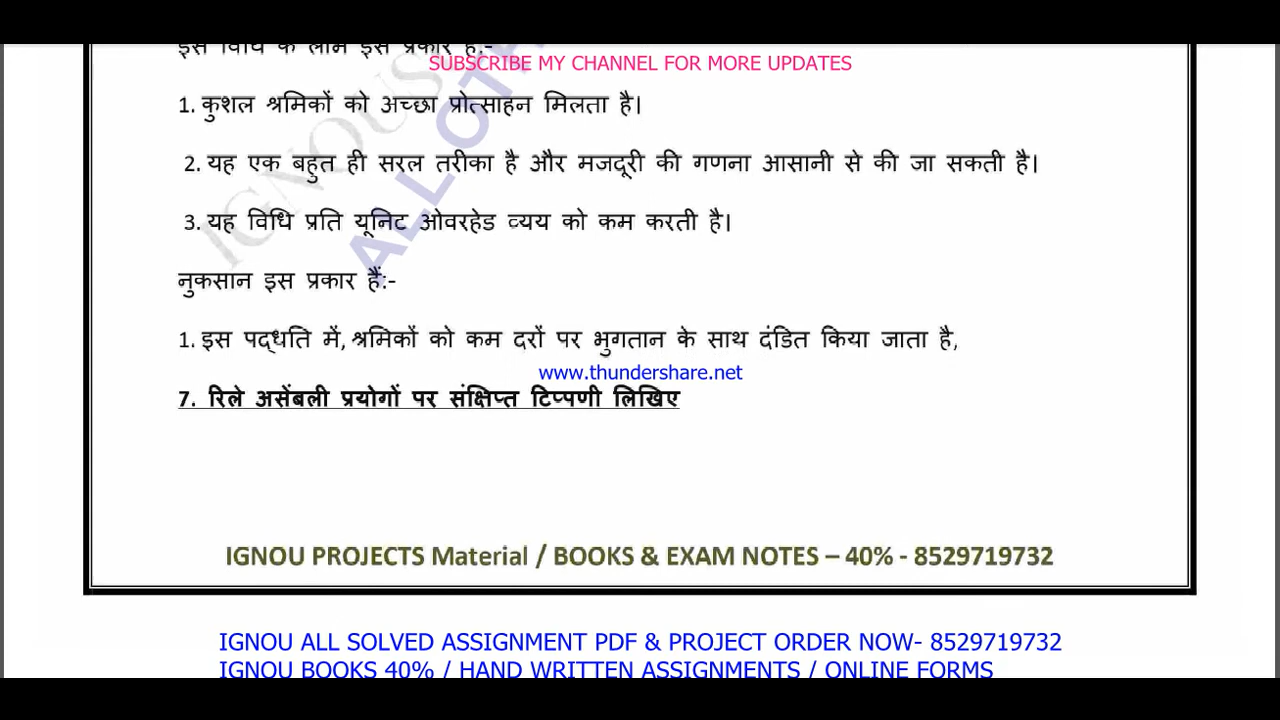 इस विधि के लाभ इस प्रकार हैं:-
SUBSCRIBE MY CHANNEL FOR MORE UPDATES
1. कुशल श्रमिकों को अच्छा प्रोत्साहन मिलता है।
2. यह एक बहुत ही सरल तरीका है और मजदूरी की गणना आसानी से की जा सकती है।
3. यह विधि प्रति यूनिट ओवरहेड व्यय को कम करती है।
नुकसान इस प्रकार हैं:-
1. इस पद्धति में, श्रमिकों को कम दरों पर भुगतान के साथ दंडित किया जाता है,
www.thundershare.net
7. रिले असेंबली प्रयोगों पर संक्षिप्त टिप्पणी लिखिए
IGNOU PROJECTS Material / BOOKS & EXAM NOTES – 40% - 8529719732
IGNOU ALL SOLVED ASSIGNMENT PDF & PROJECT ORDER NOW- 8529719732
IGNOU BOOKS 40% / HAND WRITTEN ASSIGNMENTS / ONLINE FORMS